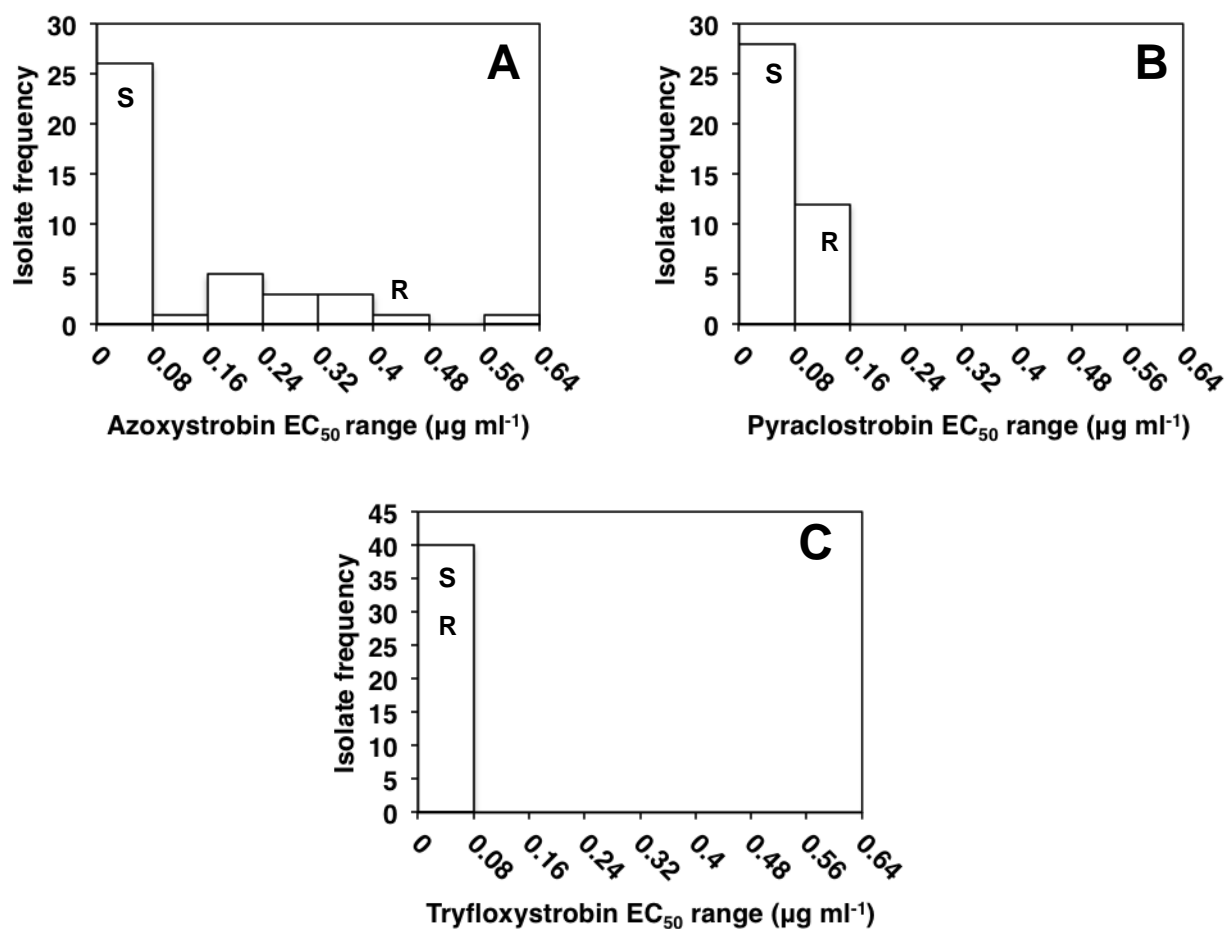 A
Isolate frequency
30
25
20
15
10
5
0
S
R
0 0.08 0.16 0.24 0.32 0.4 0.48 0.56 0.64
Azoxystrobin EC₅₀ range (µg ml⁻¹)
B
Isolate frequency
30
25
20
15
10
5
0
S
R
0 0.08 0.16 0.24 0.32 0.4 0.48 0.56 0.64
Pyraclostrobin EC₅₀ range (µg ml⁻¹)
C
Isolate frequency
45
40
35
30
25
20
15
10
5
0
S
R
0 0.08 0.16 0.24 0.32 0.4 0.48 0.56 0.64
Tryfloxystrobin EC₅₀ range (µg ml⁻¹)